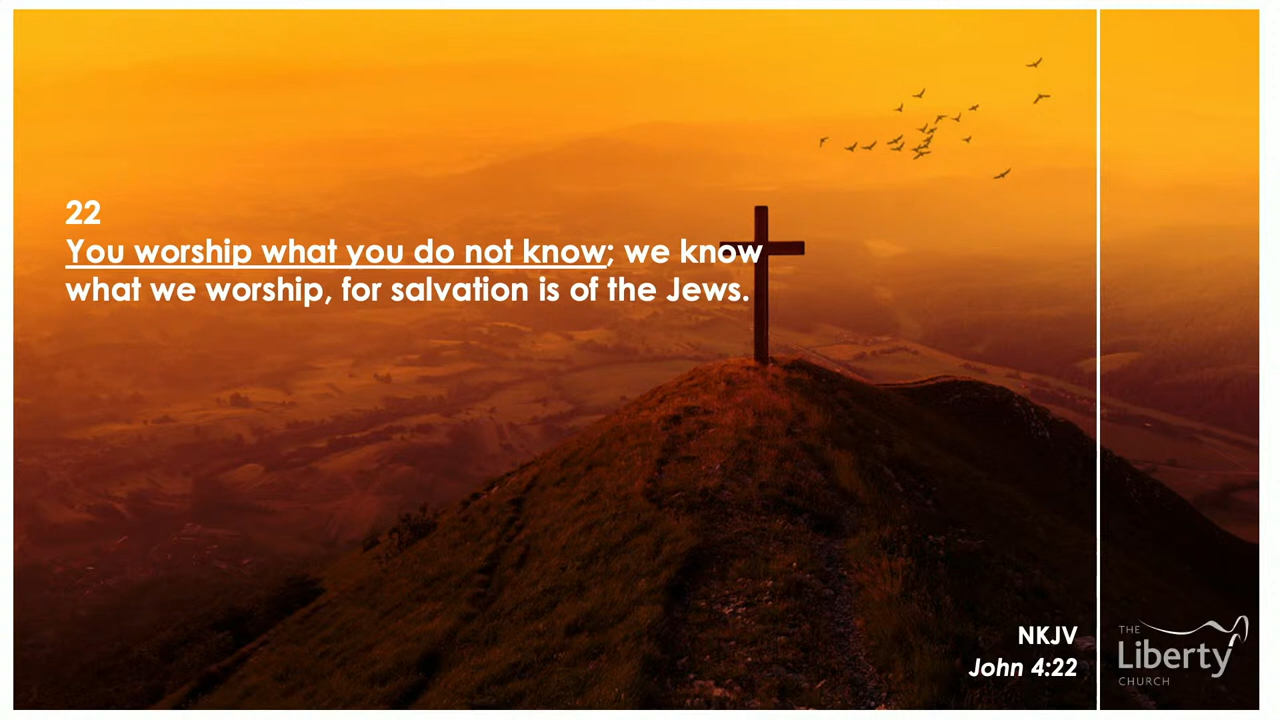 22
You worship what you do not know; we know
what we worship, for salvation is of the Jews.
NKJV
John 4:22
THE
Liberty
CHURCH